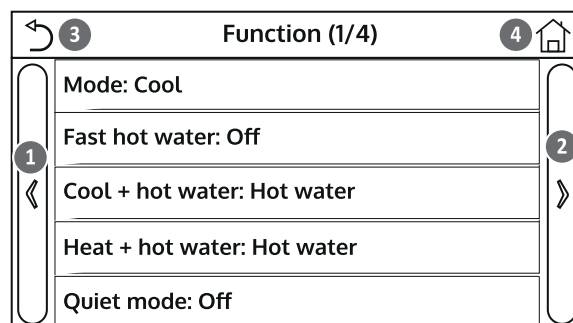 3 Function (1/4) 4
Mode: Cool
Fast hot water: Off
1
2
Cool + hot water: Hot water
Heat + hot water: Hot water
Quiet mode: Off